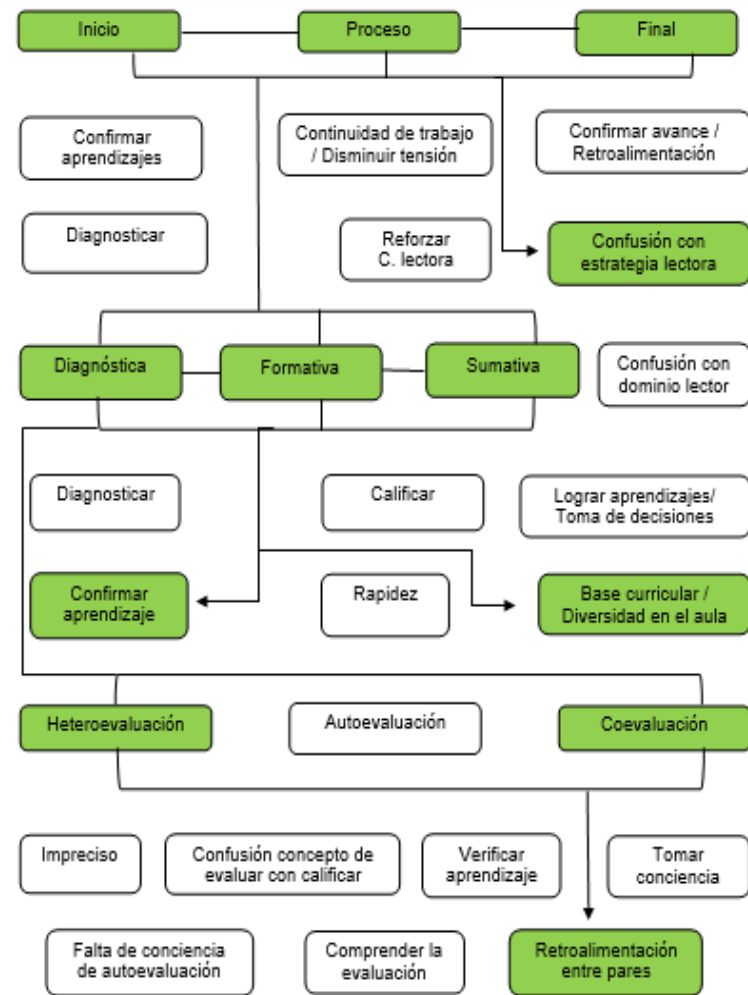 Inicio
Proceso
Final
Confirmar
aprendizajes
Continuidad de trabajo
/ Disminuir tensión
Confirmar avance /
Retroalimentación
Diagnosticar
Reforzar
C. lectora
Confusión con
estrategia lectora
Diagnóstica
Formativa
Sumativa
Confusión con
dominio lector
Diagnosticar
Calificar
Lograr aprendizajes/
Toma de decisiones
Confirmar
aprendizaje
Rapidez
Base curricular /
Diversidad en el aula
Heteroevaluación
Autoevaluación
Coevaluación
Impreciso
Confusión concepto de
evaluar con calificar
Verificar
aprendizaje
Tomar
conciencia
Falta de conciencia
de autoevaluación
Comprender la
evaluación
Retroalimentación
entre pares